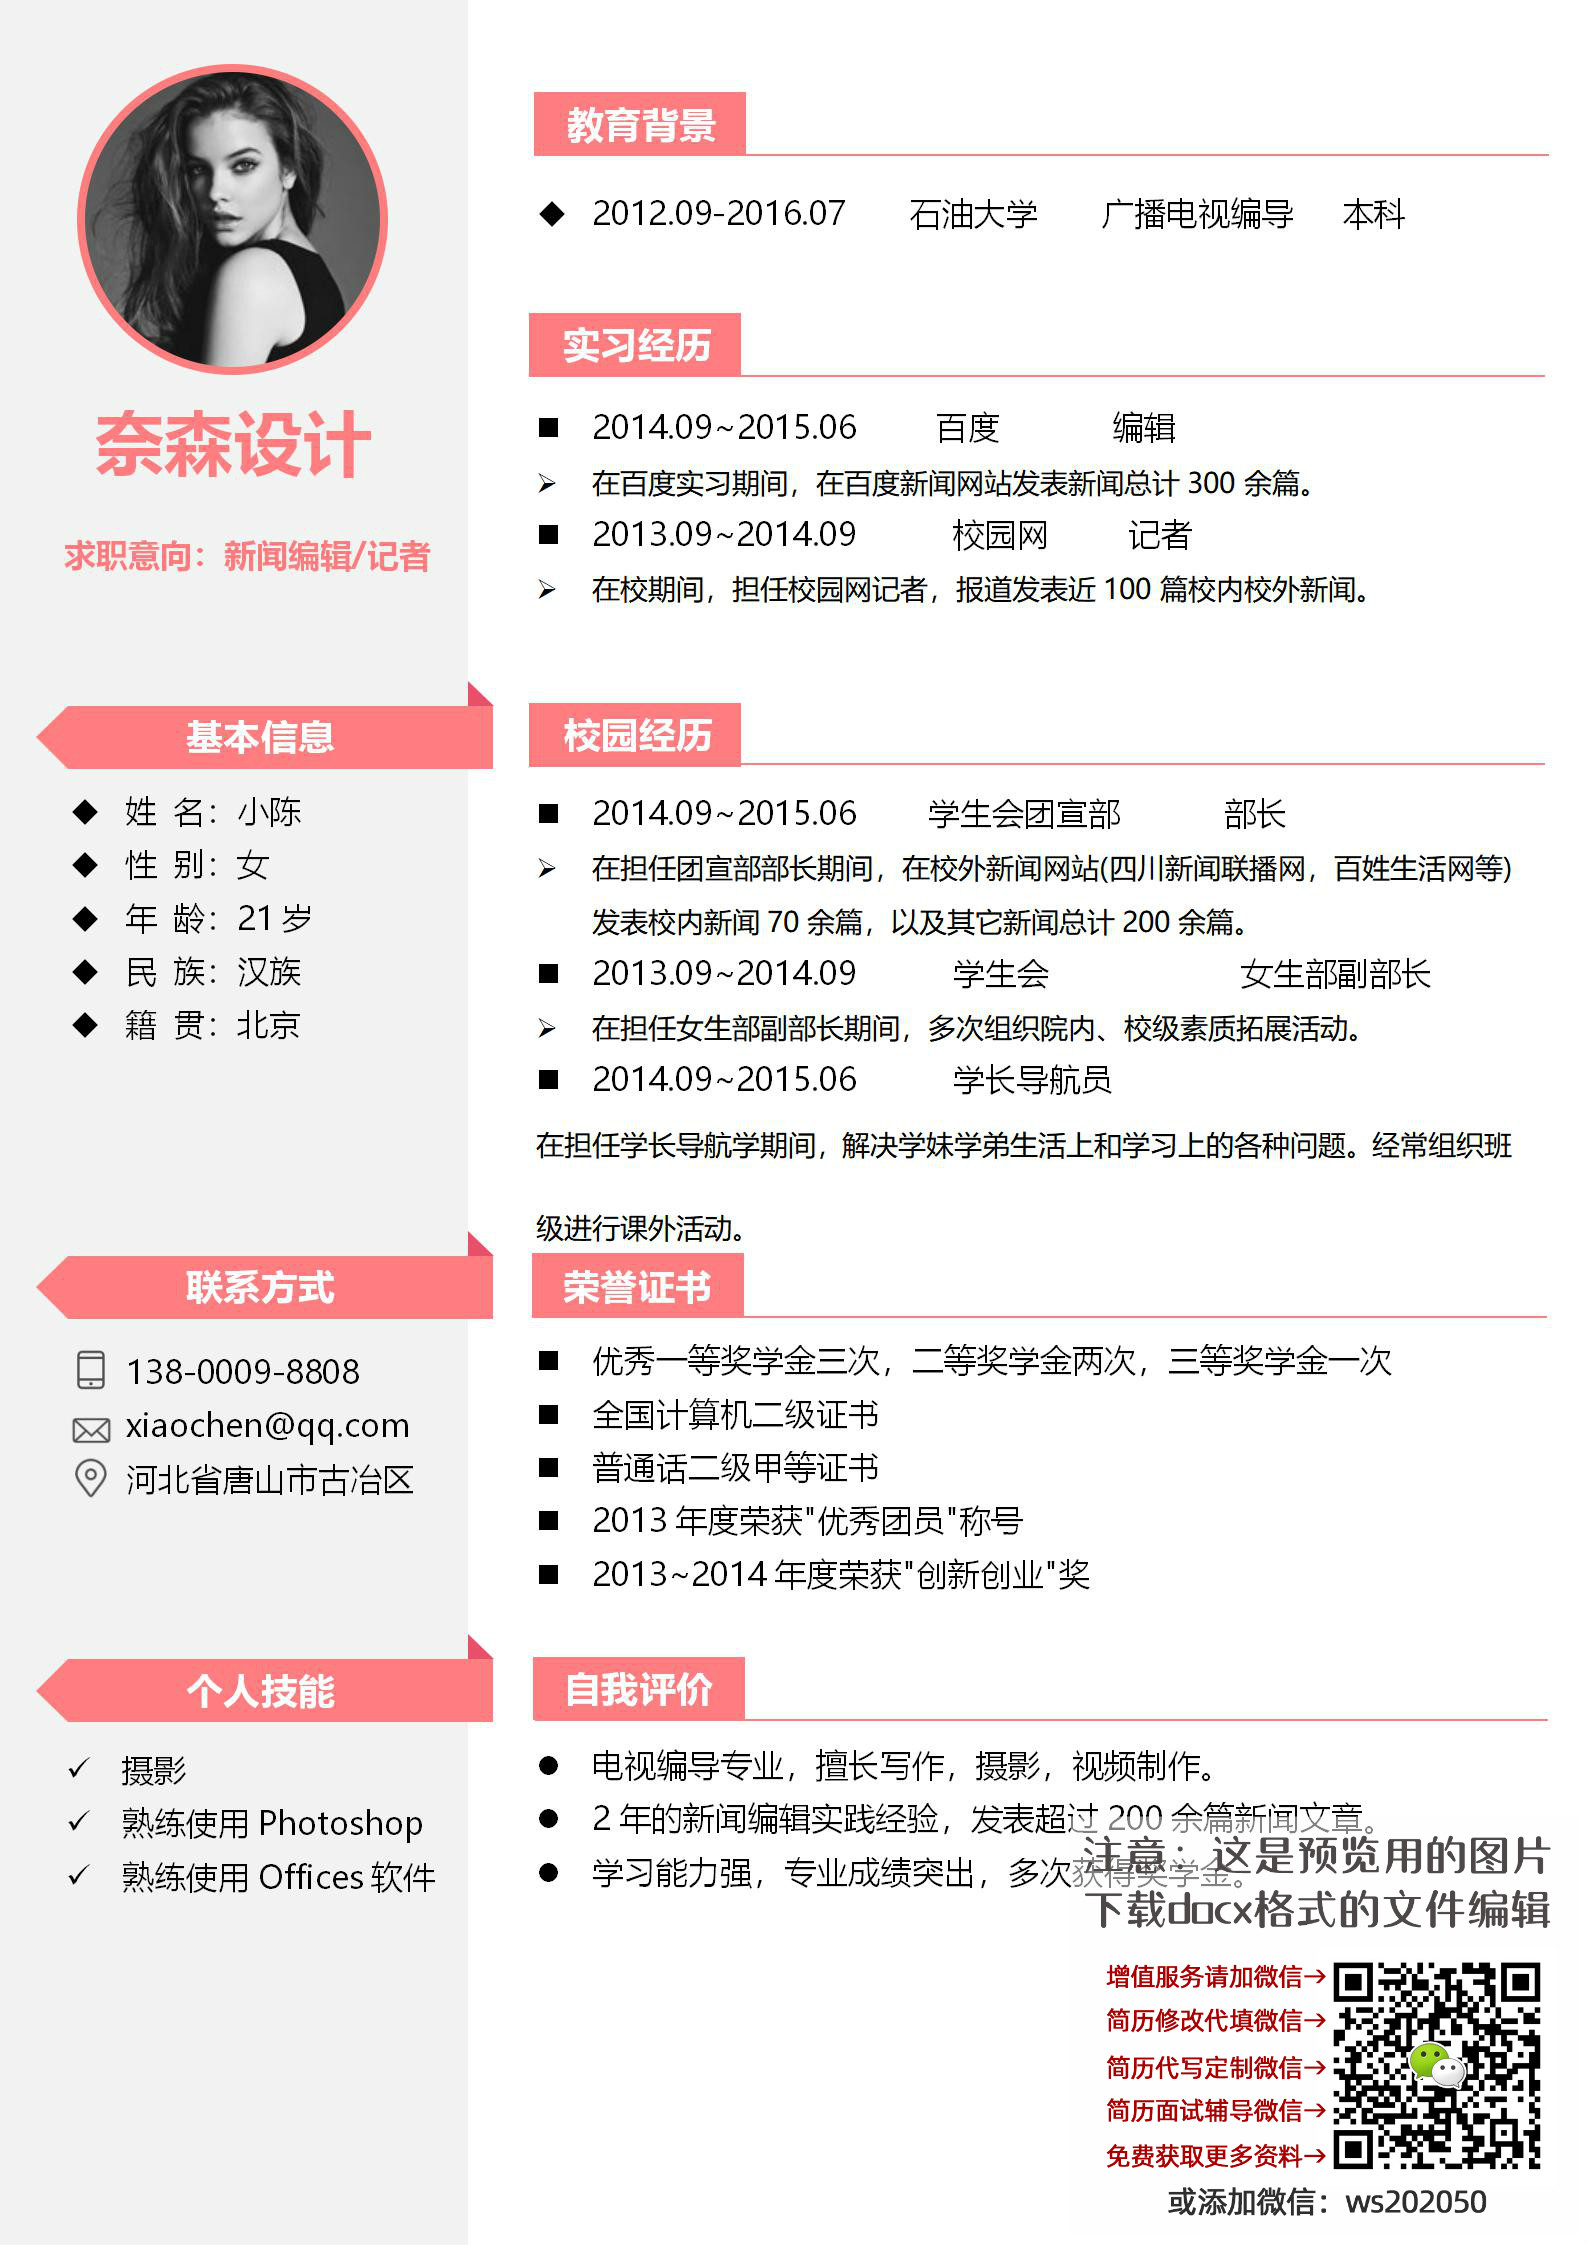 奈森设计
求职意向：新闻编辑/记者
基本信息
姓 名：小陈
性 别：女
年 龄：21岁
民 族：汉族
籍 贯：北京
联系方式
138-0009-8808
xiaochen@qq.com
河北省唐山市古冶区
个人技能
摄影
熟练使用 Photoshop
熟练使用 Offices 软件
教育背景
2012.09-2016.07 石油大学 广播电视编导 本科
实习经历
2014.09~2015.06 百度 编辑
在百度实习期间，在百度新闻网站发表新闻总计 300 余篇。
2013.09~2014.09 校园网 记者
在校期间，担任校园网记者，报道发表近 100 篇校内校外新闻。
校园经历
2014.09~2015.06 学生会团宣部 部长
在担任团宣部部长期间，在校外新闻网站(四川新闻联播网，百姓生活网等)
发表校内新闻 70 余篇，以及其它新闻总计 200 余篇。
2013.09~2014.09 学生会 女生部副部长
在担任女生部副部长期间，多次组织院内、校级素质拓展活动。
2014.09~2015.06 学长导航员
在担任学长导航学期间，解决学妹学弟生活上和学习上的各种问题。经常组织班
级进行课外活动。
荣誉证书
优秀一等奖学金三次，二等奖学金两次，三等奖学金一次
全国计算机二级证书
普通话二级甲等证书
2013 年度荣获"优秀团员"称号
2013~2014 年度荣获"创新创业"奖
自我评价
电视编导专业，擅长写作，摄影，视频制作。
2 年的新闻编辑实践经验，发表超过 200 余篇新闻文章。
学习能力强，专业成绩突出，多次获得奖学金。
注意：这是预览用的图片
下载docx格式的文件编辑
增值服务请加微信→
简历修改代填微信→
简历代写定制微信→
简历面试辅导微信→
免费获取更多资料→
或添加微信：ws202050